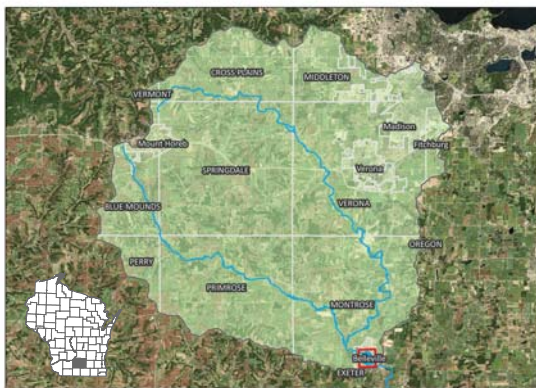 CROSS PLAINS
MIDDLETON
VERMONT
Madison
Mount Horeb
Fitchburg
SPRINGDALE
Verona
BLUE MOUNDS
VERONA
OREGON
PERRY
PRIMROSE
MONTROSE
Belleville
EXETER